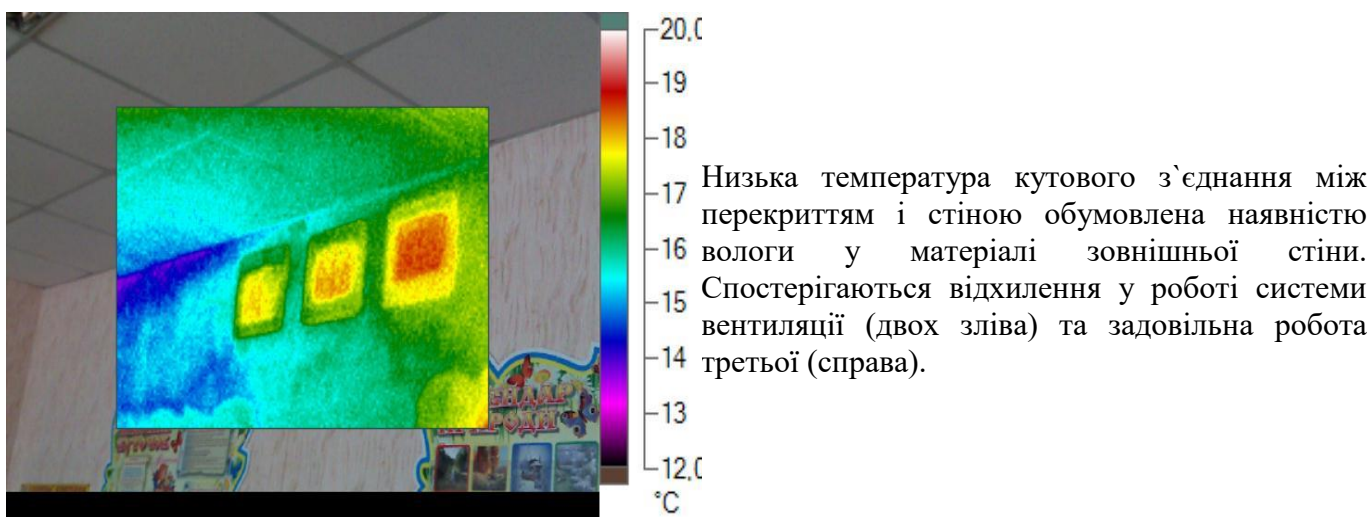 20,0
19
18
17
16
15
14
13
12,0
°C
Низька температура кутового з`єднання між
перекриттям і стіною обумовлена наявністю
вологи у матеріалі зовнішньої стіни.
Спостерігаються відхилення у роботі системи
вентиляції (двох зліва) та задовільна робота
третьої (справа).